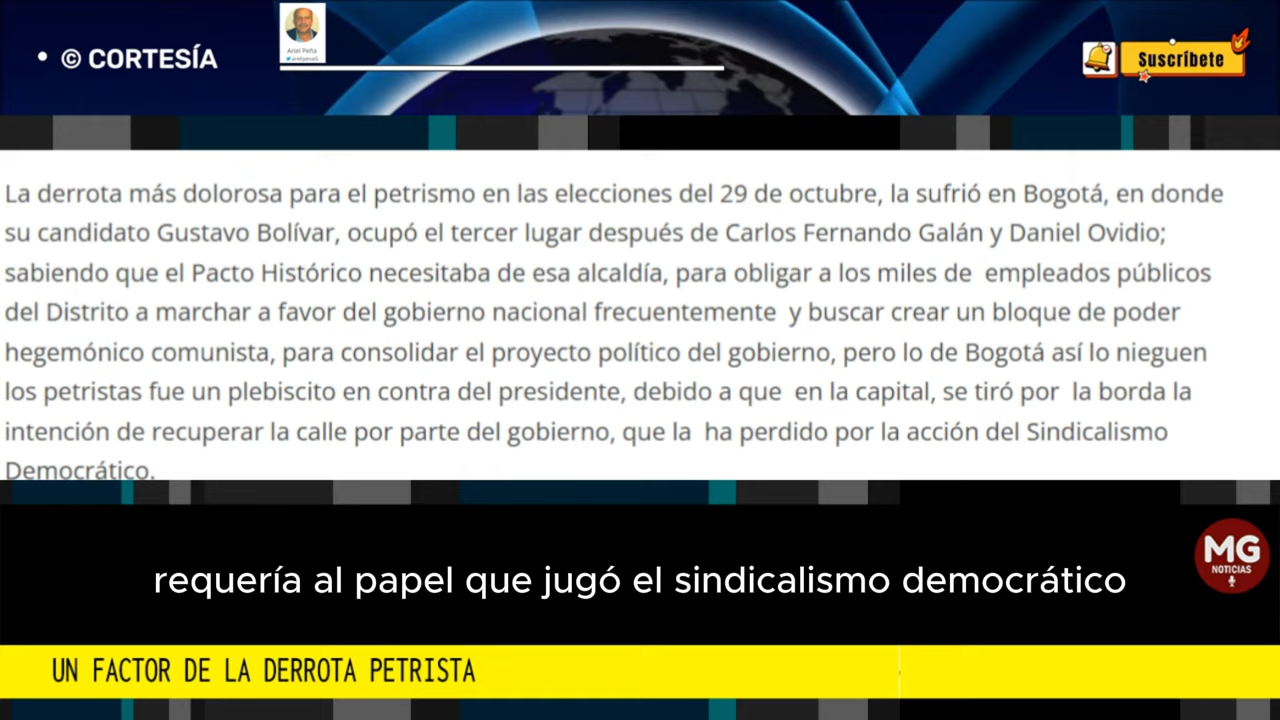 • © CORTESÍA
Ariel Peña
Suscríbete
La derrota más dolorosa para el petrismo en las elecciones del 29 de octubre, la sufrió en Bogotá, en donde
su candidato Gustavo Bolívar, ocupó el tercer lugar después de Carlos Fernando Galán y Daniel Ovidio;
sabiendo que el Pacto Histórico necesitaba de esa alcaldía, para obligar a los miles de empleados públicos
del Distrito a marchar a favor del gobierno nacional frecuentemente y buscar crear un bloque de poder
hegemónico comunista, para consolidar el proyecto político del gobierno, pero lo de Bogotá así lo nieguen
los petristas fue un plebiscito en contra del presidente, debido a que en la capital, se tiró por la borda la
intención de recuperar la calle por parte del gobierno, que la ha perdido por la acción del Sindicalismo
Democrático.
MG
NOTICIAS
requería al papel que jugó el sindicalismo democrático
UN FACTOR DE LA DERROTA PETRISTA